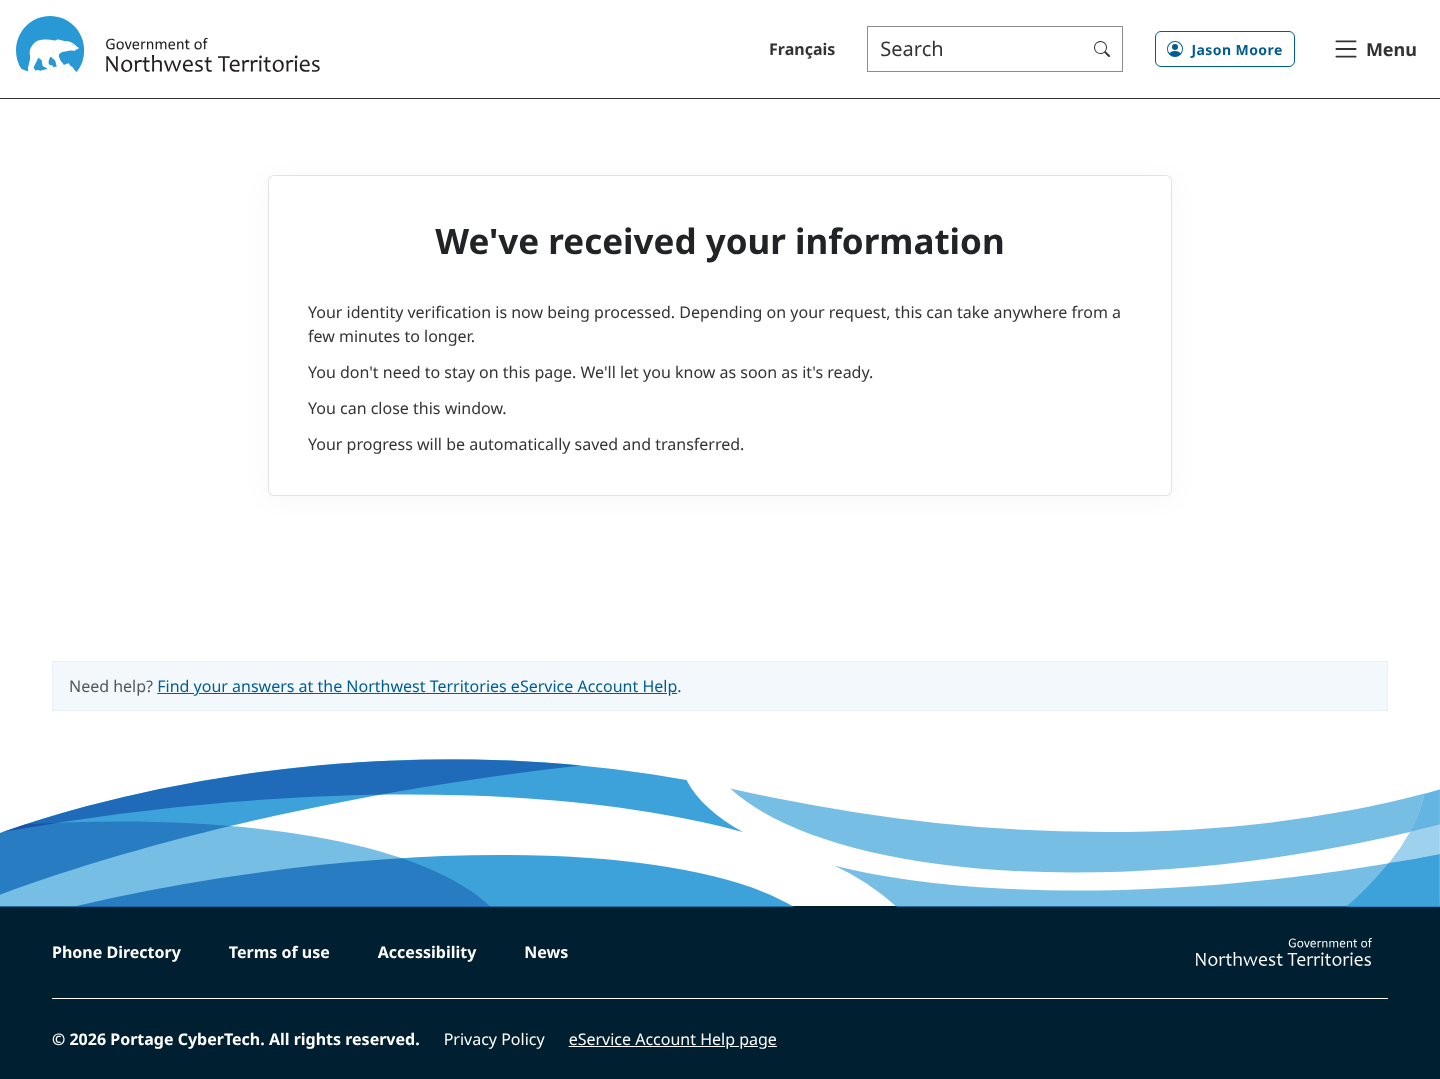 Government of
Northwest Territories
Français
Search
Jason Moore
Menu
We've received your information
Your identity verification is now being processed. Depending on your request, this can take anywhere from a
few minutes to longer.
You don't need to stay on this page. We'll let you know as soon as it's ready.
You can close this window.
Your progress will be automatically saved and transferred.
Need help? Find your answers at the Northwest Territories eService Account Help.
Phone Directory
Terms of use
Accessibility
News
Government of
Northwest Territories
© 2026 Portage CyberTech. All rights reserved.
Privacy Policy
eService Account Help page